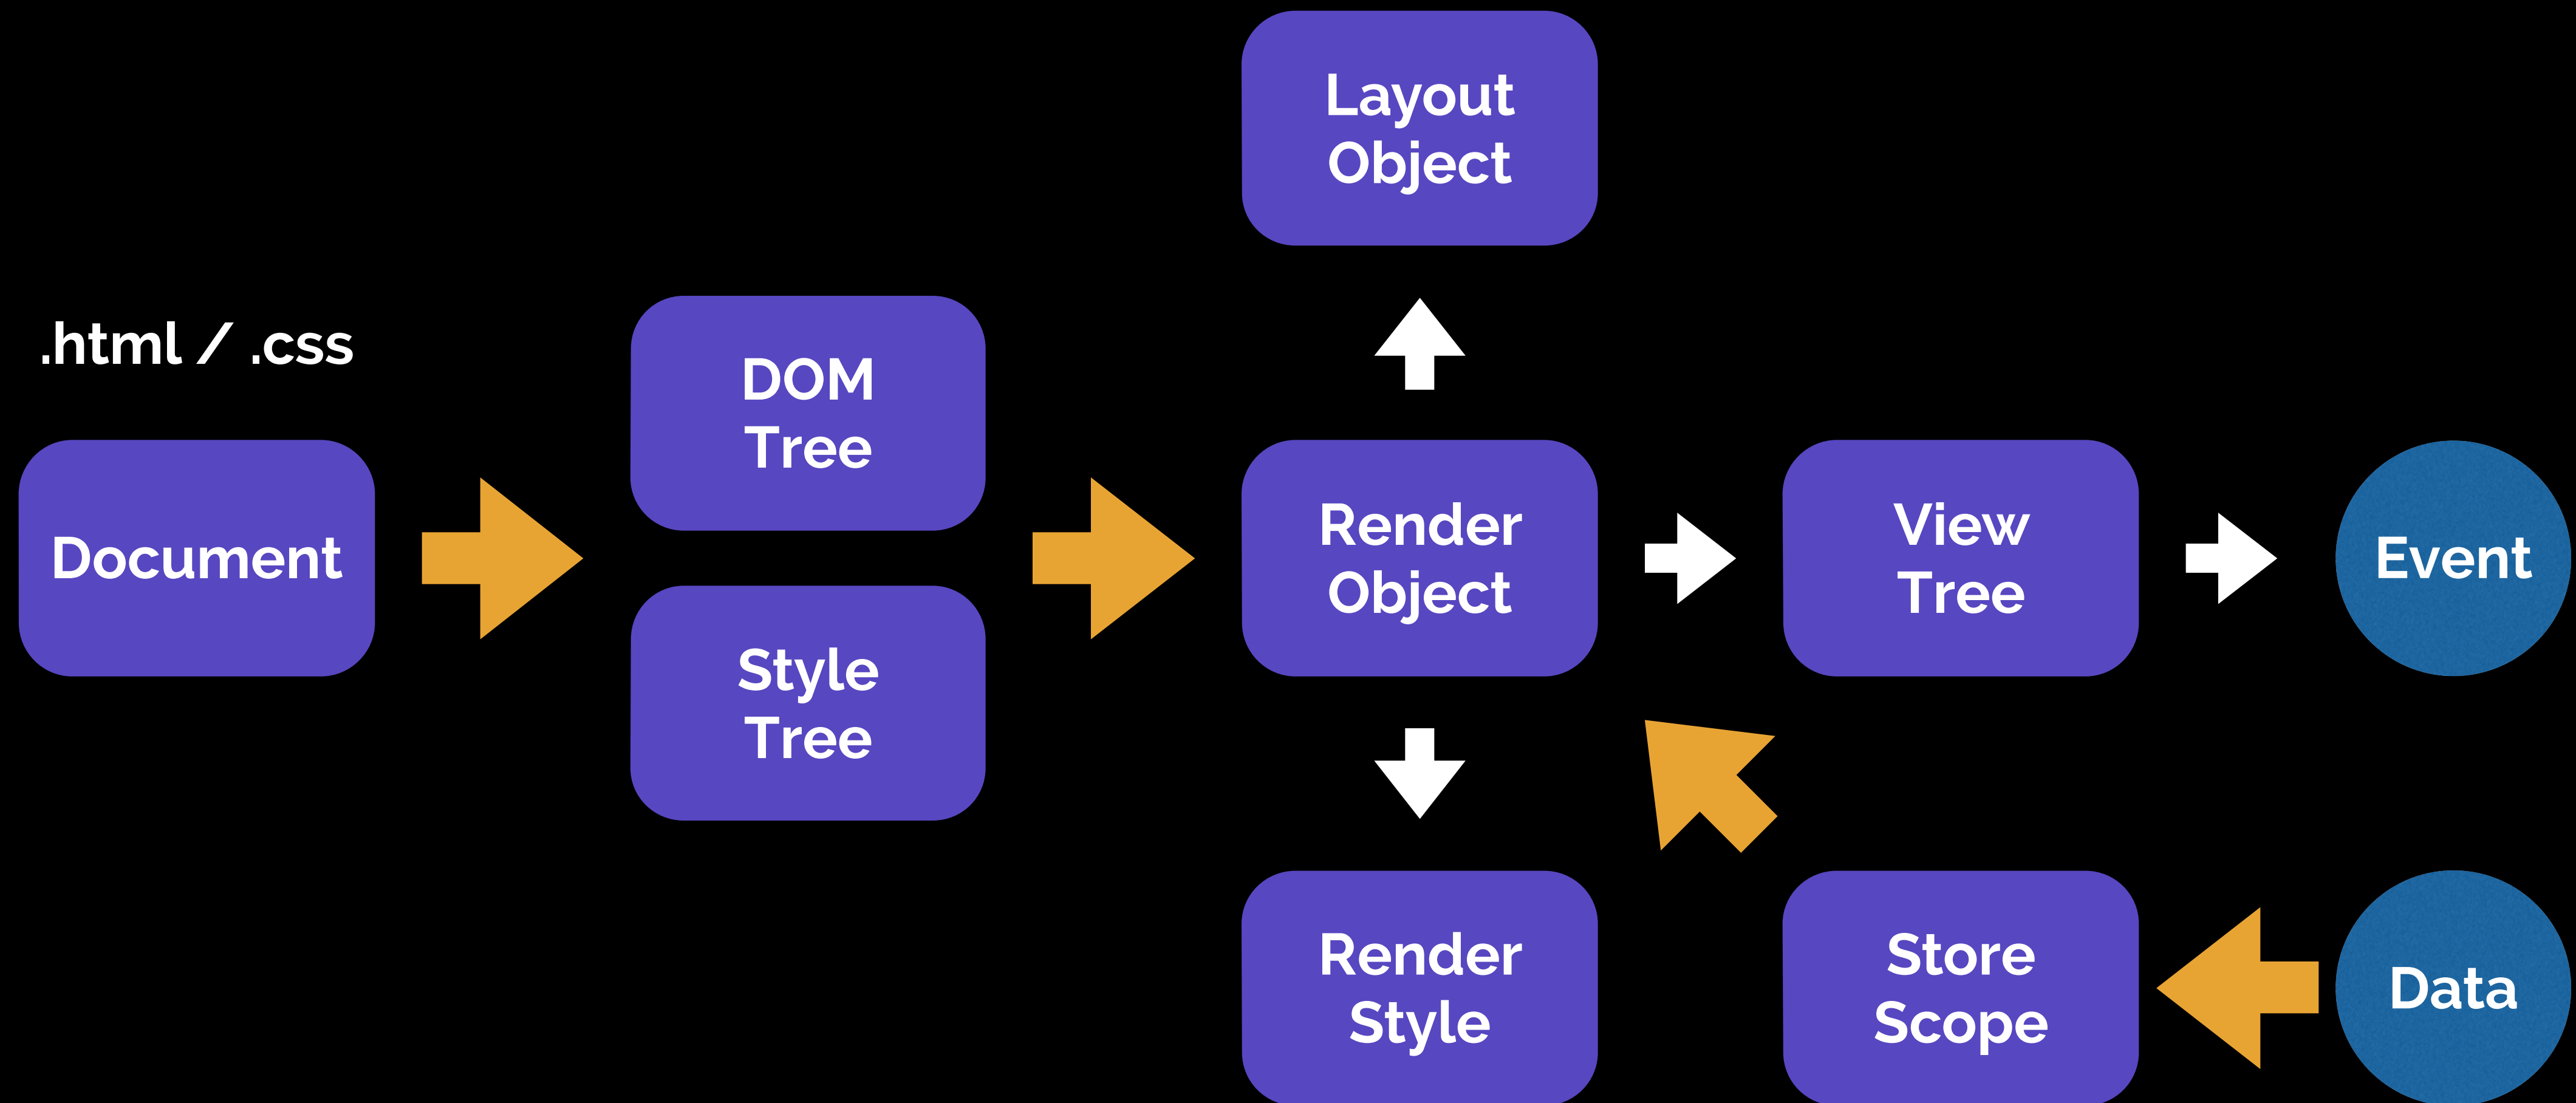 .html / .css
Document
DOM
Tree
Style
Tree
Layout
Object
Render
Object
Render
Style
View
Tree
Store
Scope
Event
Data